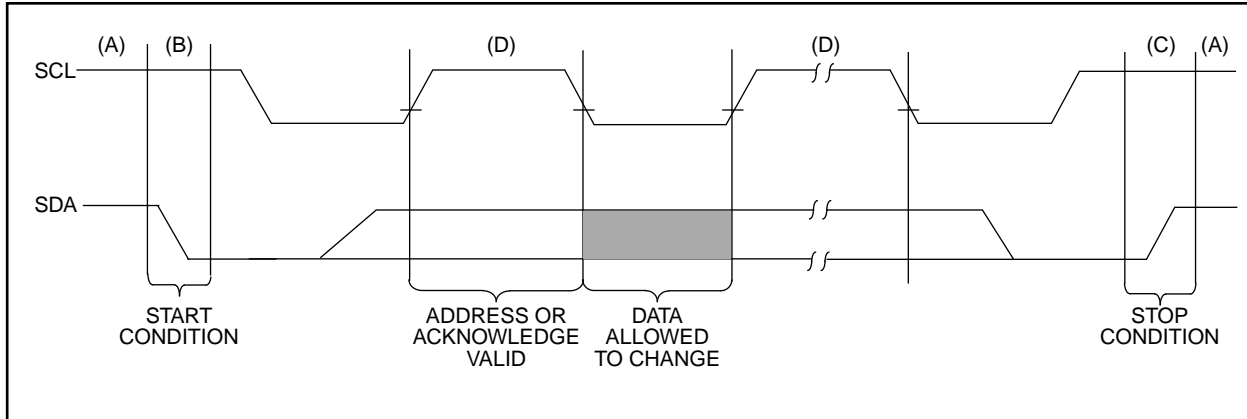 (A) (B) (D) (D) (C) (A)
SCL
SDA
START
CONDITION
ADDRESS OR
ACKNOWLEDGE
VALID
DATA
ALLOWED
TO CHANGE
STOP
CONDITION